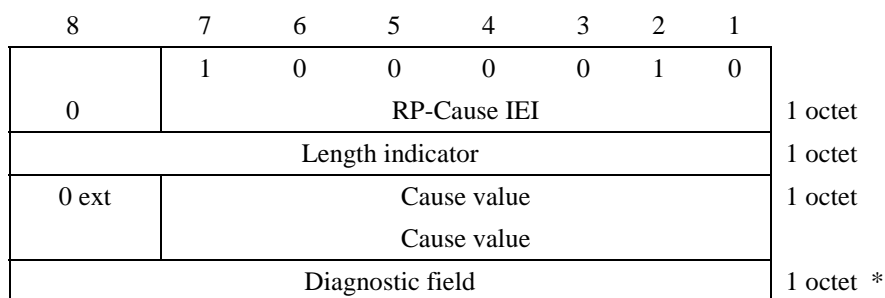 8 7 6 5 4 3 2 1
1 0 0 0 0 1 0
0 RP-Cause IEI 1 octet
Length indicator 1 octet
0 ext Cause value 1 octet
Cause value
Diagnostic field 1 octet *